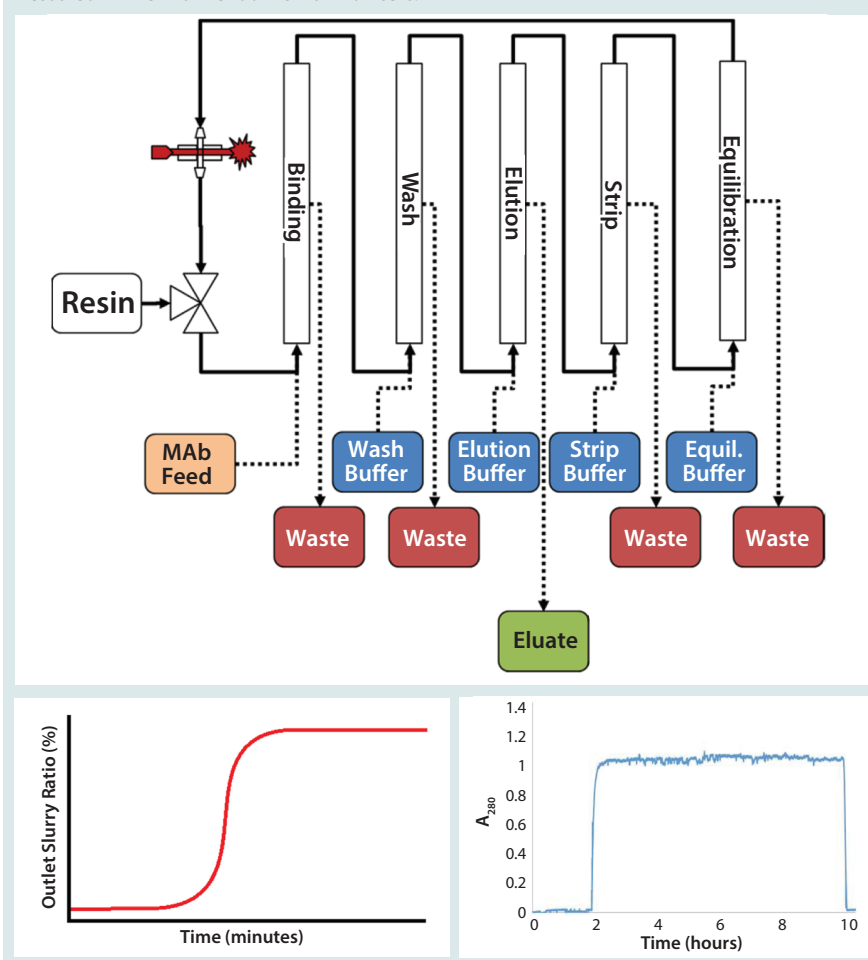 Binding
Wash
Elution
Strip
Equilibration
Resin
MAb
Feed
Wash
Buffer
Elution
Buffer
Strip
Buffer
Equil.
Buffer
Waste
Waste
Waste
Waste
Eluate
Outlet Slurry Ratio (%)
Time (minutes)
A280
1.4
1.2
1
0.8
0.6
0.4
0.2
0
0 2 4 6 8 10
Time (hours)